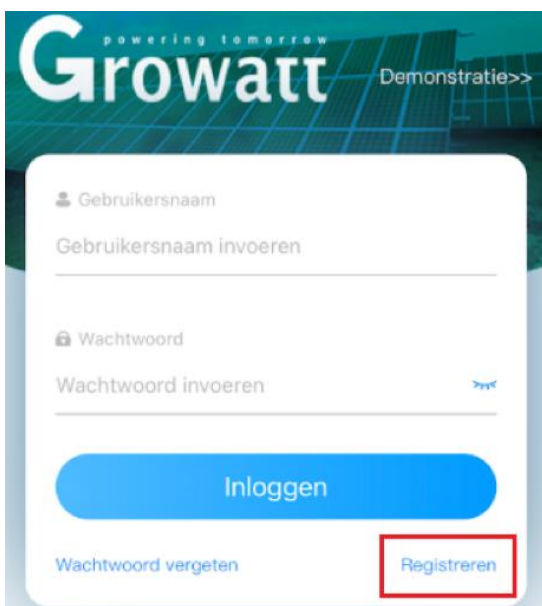 powering tomorrow
Growatt
Demonstratie>>
Gebruikersnaam
Gebruikersnaam invoeren
Wachtwoord
Wachtwoord invoeren
Inloggen
Wachtwoord vergeten
Registreren